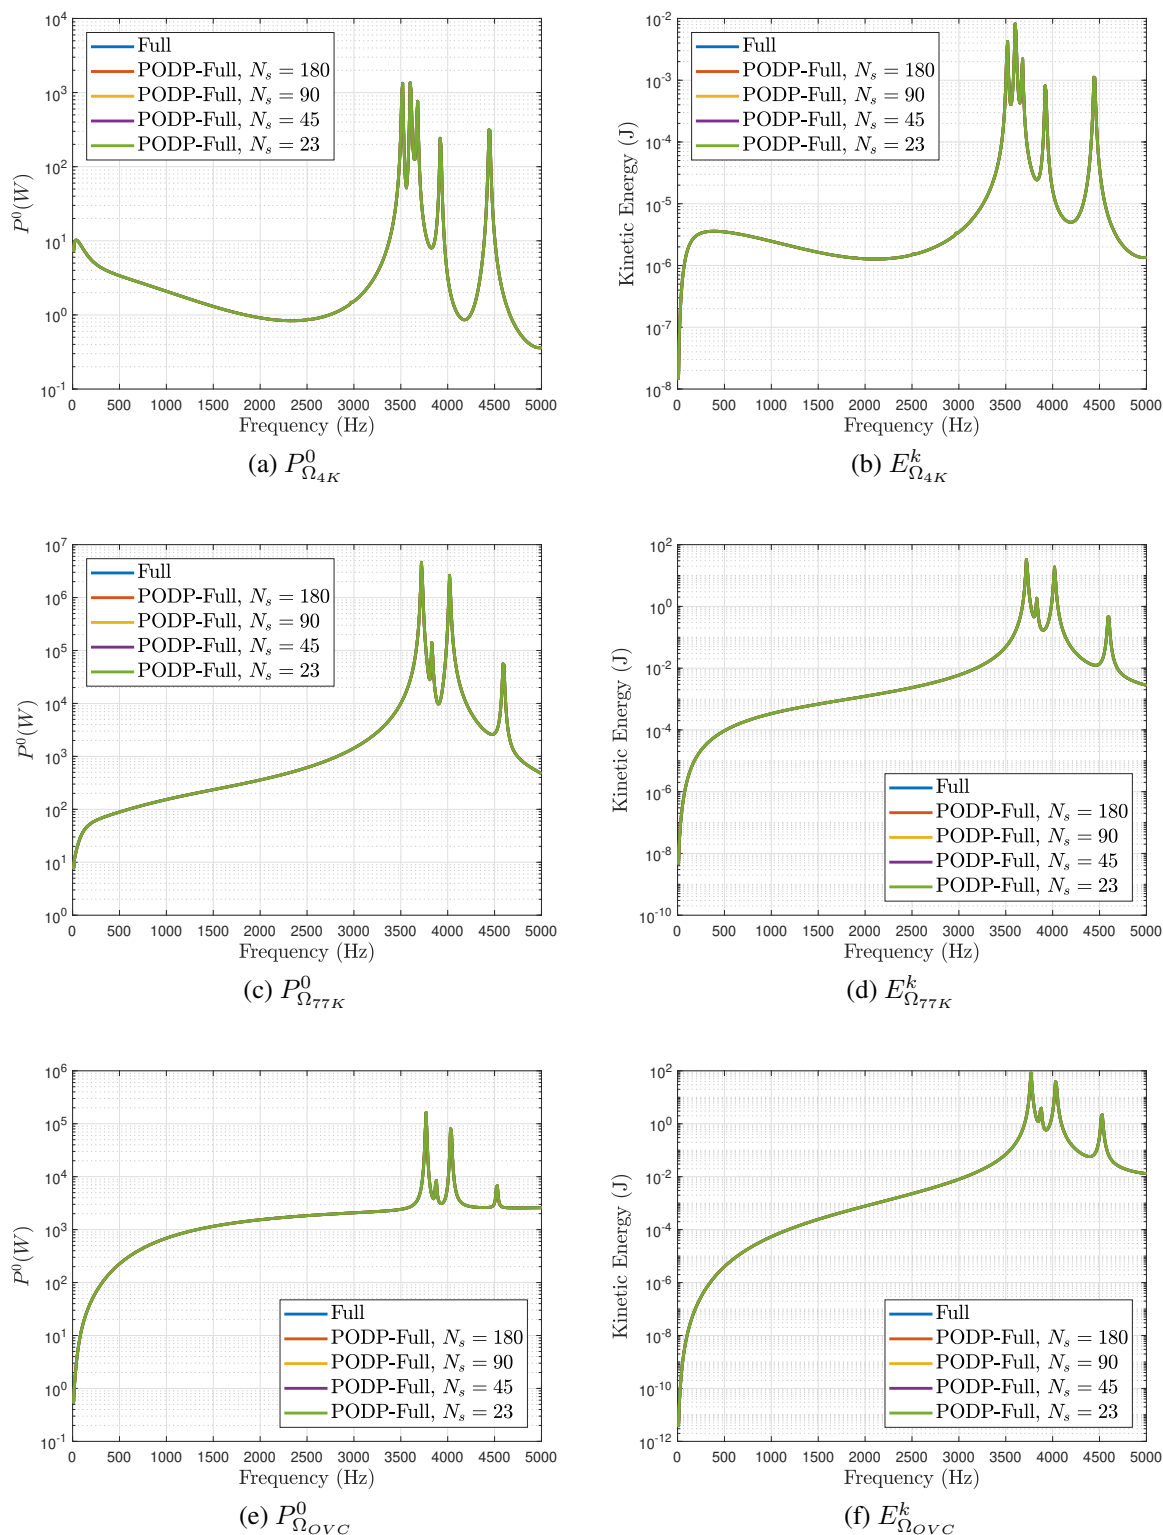 10^4
10^3
10^2
10^1
10^0
10^-1
P^0(W)
Full
PODP-Full, N_s = 180
PODP-Full, N_s = 90
PODP-Full, N_s = 45
PODP-Full, N_s = 23
0 500 1000 1500 2000 2500 3000 3500 4000 4500 5000
Frequency (Hz)
(a) P^0_{Ω_{4K}}
10^-2
10^-3
10^-4
10^-5
10^-6
10^-7
10^-8
Kinetic Energy (J)
Full
PODP-Full, N_s = 180
PODP-Full, N_s = 90
PODP-Full, N_s = 45
PODP-Full, N_s = 23
0 500 1000 1500 2000 2500 3000 3500 4000 4500 5000
Frequency (Hz)
(b) E^k_{Ω_{4K}}
10^7
10^6
10^5
10^4
10^3
10^2
10^1
10^0
P^0(W)
Full
PODP-Full, N_s = 180
PODP-Full, N_s = 90
PODP-Full, N_s = 45
PODP-Full, N_s = 23
0 500 1000 1500 2000 2500 3000 3500 4000 4500 5000
Frequency (Hz)
(c) P^0_{Ω_{77K}}
10^2
10^0
10^-2
10^-4
10^-6
10^-8
10^-10
Kinetic Energy (J)
Full
PODP-Full, N_s = 180
PODP-Full, N_s = 90
PODP-Full, N_s = 45
PODP-Full, N_s = 23
0 500 1000 1500 2000 2500 3000 3500 4000 4500 5000
Frequency (Hz)
(d) E^k_{Ω_{77K}}
10^6
10^5
10^4
10^3
10^2
10^1
10^0
10^-1
P^0(W)
Full
PODP-Full, N_s = 180
PODP-Full, N_s = 90
PODP-Full, N_s = 45
PODP-Full, N_s = 23
0 500 1000 1500 2000 2500 3000 3500 4000 4500 5000
Frequency (Hz)
(e) P^0_{Ω_{OVC}}
10^2
10^0
10^-2
10^-4
10^-6
10^-8
10^-10
10^-12
Kinetic Energy (J)
Full
PODP-Full, N_s = 180
PODP-Full, N_s = 90
PODP-Full, N_s = 45
PODP-Full, N_s = 23
0 500 1000 1500 2000 2500 3000 3500 4000 4500 5000
Frequency (Hz)
(f) E^k_{Ω_{OVC}}